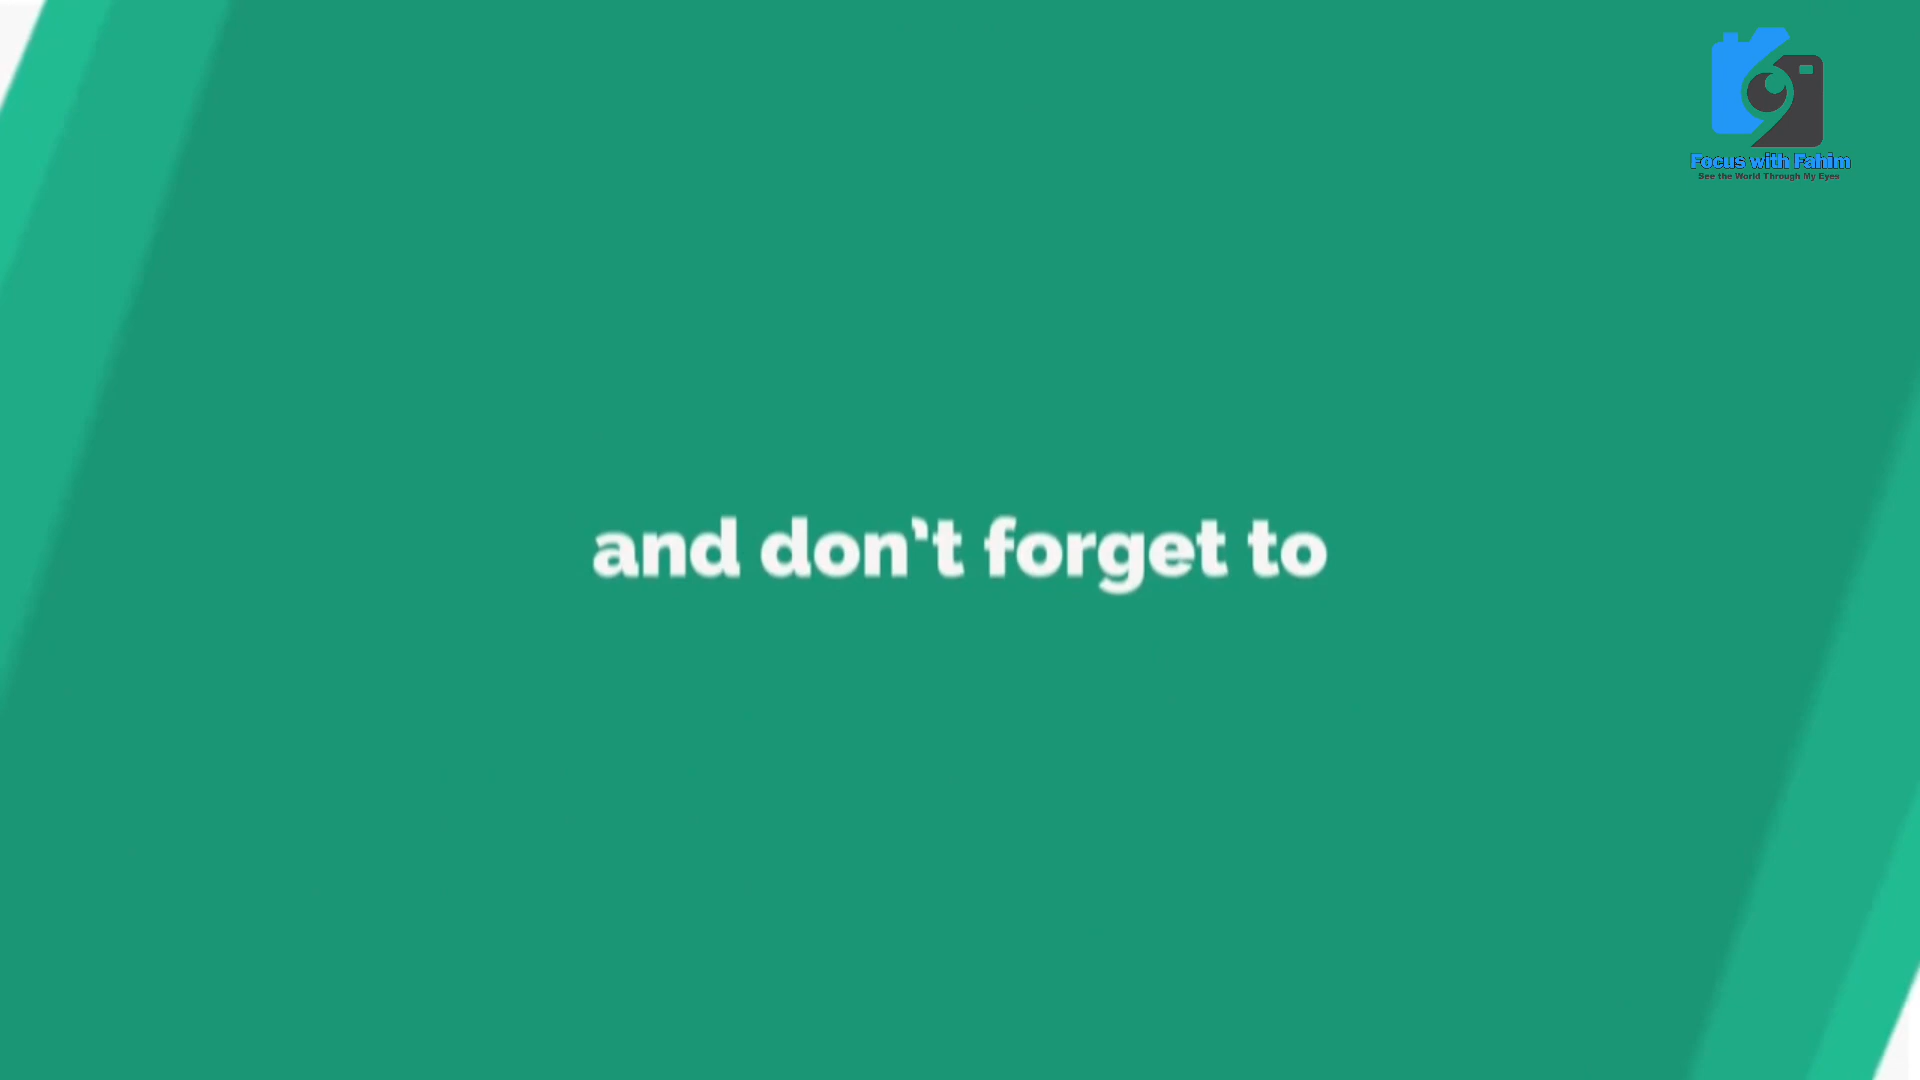 Focus with Fahim
See the World Through My Eyes
and don't forget to